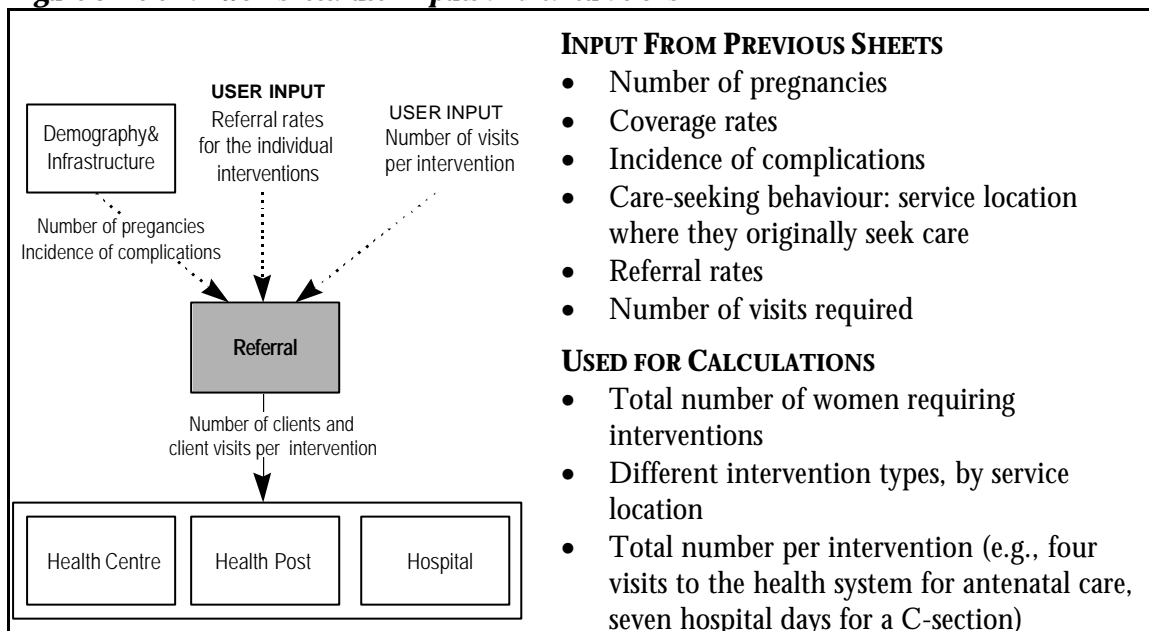 USER INPUT
Referral rates
for the individual
interventions
USER INPUT
Number of visits
per intervention
Demography&
Infrastructure
Number of pregancies
Incidence of complications
Referral
Number of clients and
client visits per intervention
Health Centre
Health Post
Hospital
INPUT FROM PREVIOUS SHEETS
• Number of pregnancies
• Coverage rates
• Incidence of complications
• Care-seeking behaviour: service location
where they originally seek care
• Referral rates
• Number of visits required
USED FOR CALCULATIONS
• Total number of women requiring
interventions
• Different intervention types, by service
location
• Total number per intervention (e.g., four
visits to the health system for antenatal care,
seven hospital days for a C-section)